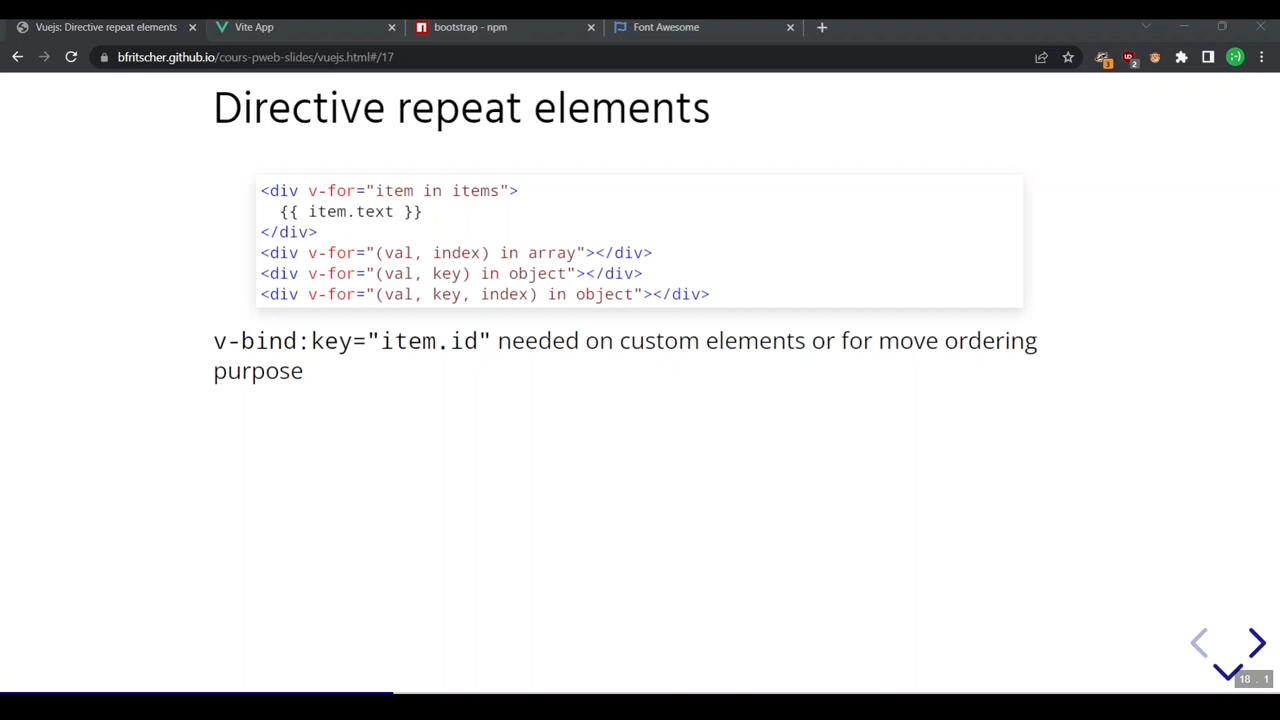 Vuejs: Directive repeat elements
Vite App
bootstrap - npm
Font Awesome
bfritscher.github.io/cours-pweb-slides/vuejs.html#/17
3
2
:-)
Directive repeat elements
<div v-for="item in items">
{{ item.text }}
</div>
<div v-for="(val, index) in array"></div>
<div v-for="(val, key) in object"></div>
<div v-for="(val, key, index) in object"></div>
v-bind:key="item.id" needed on custom elements or for move ordering
purpose
18 . 1